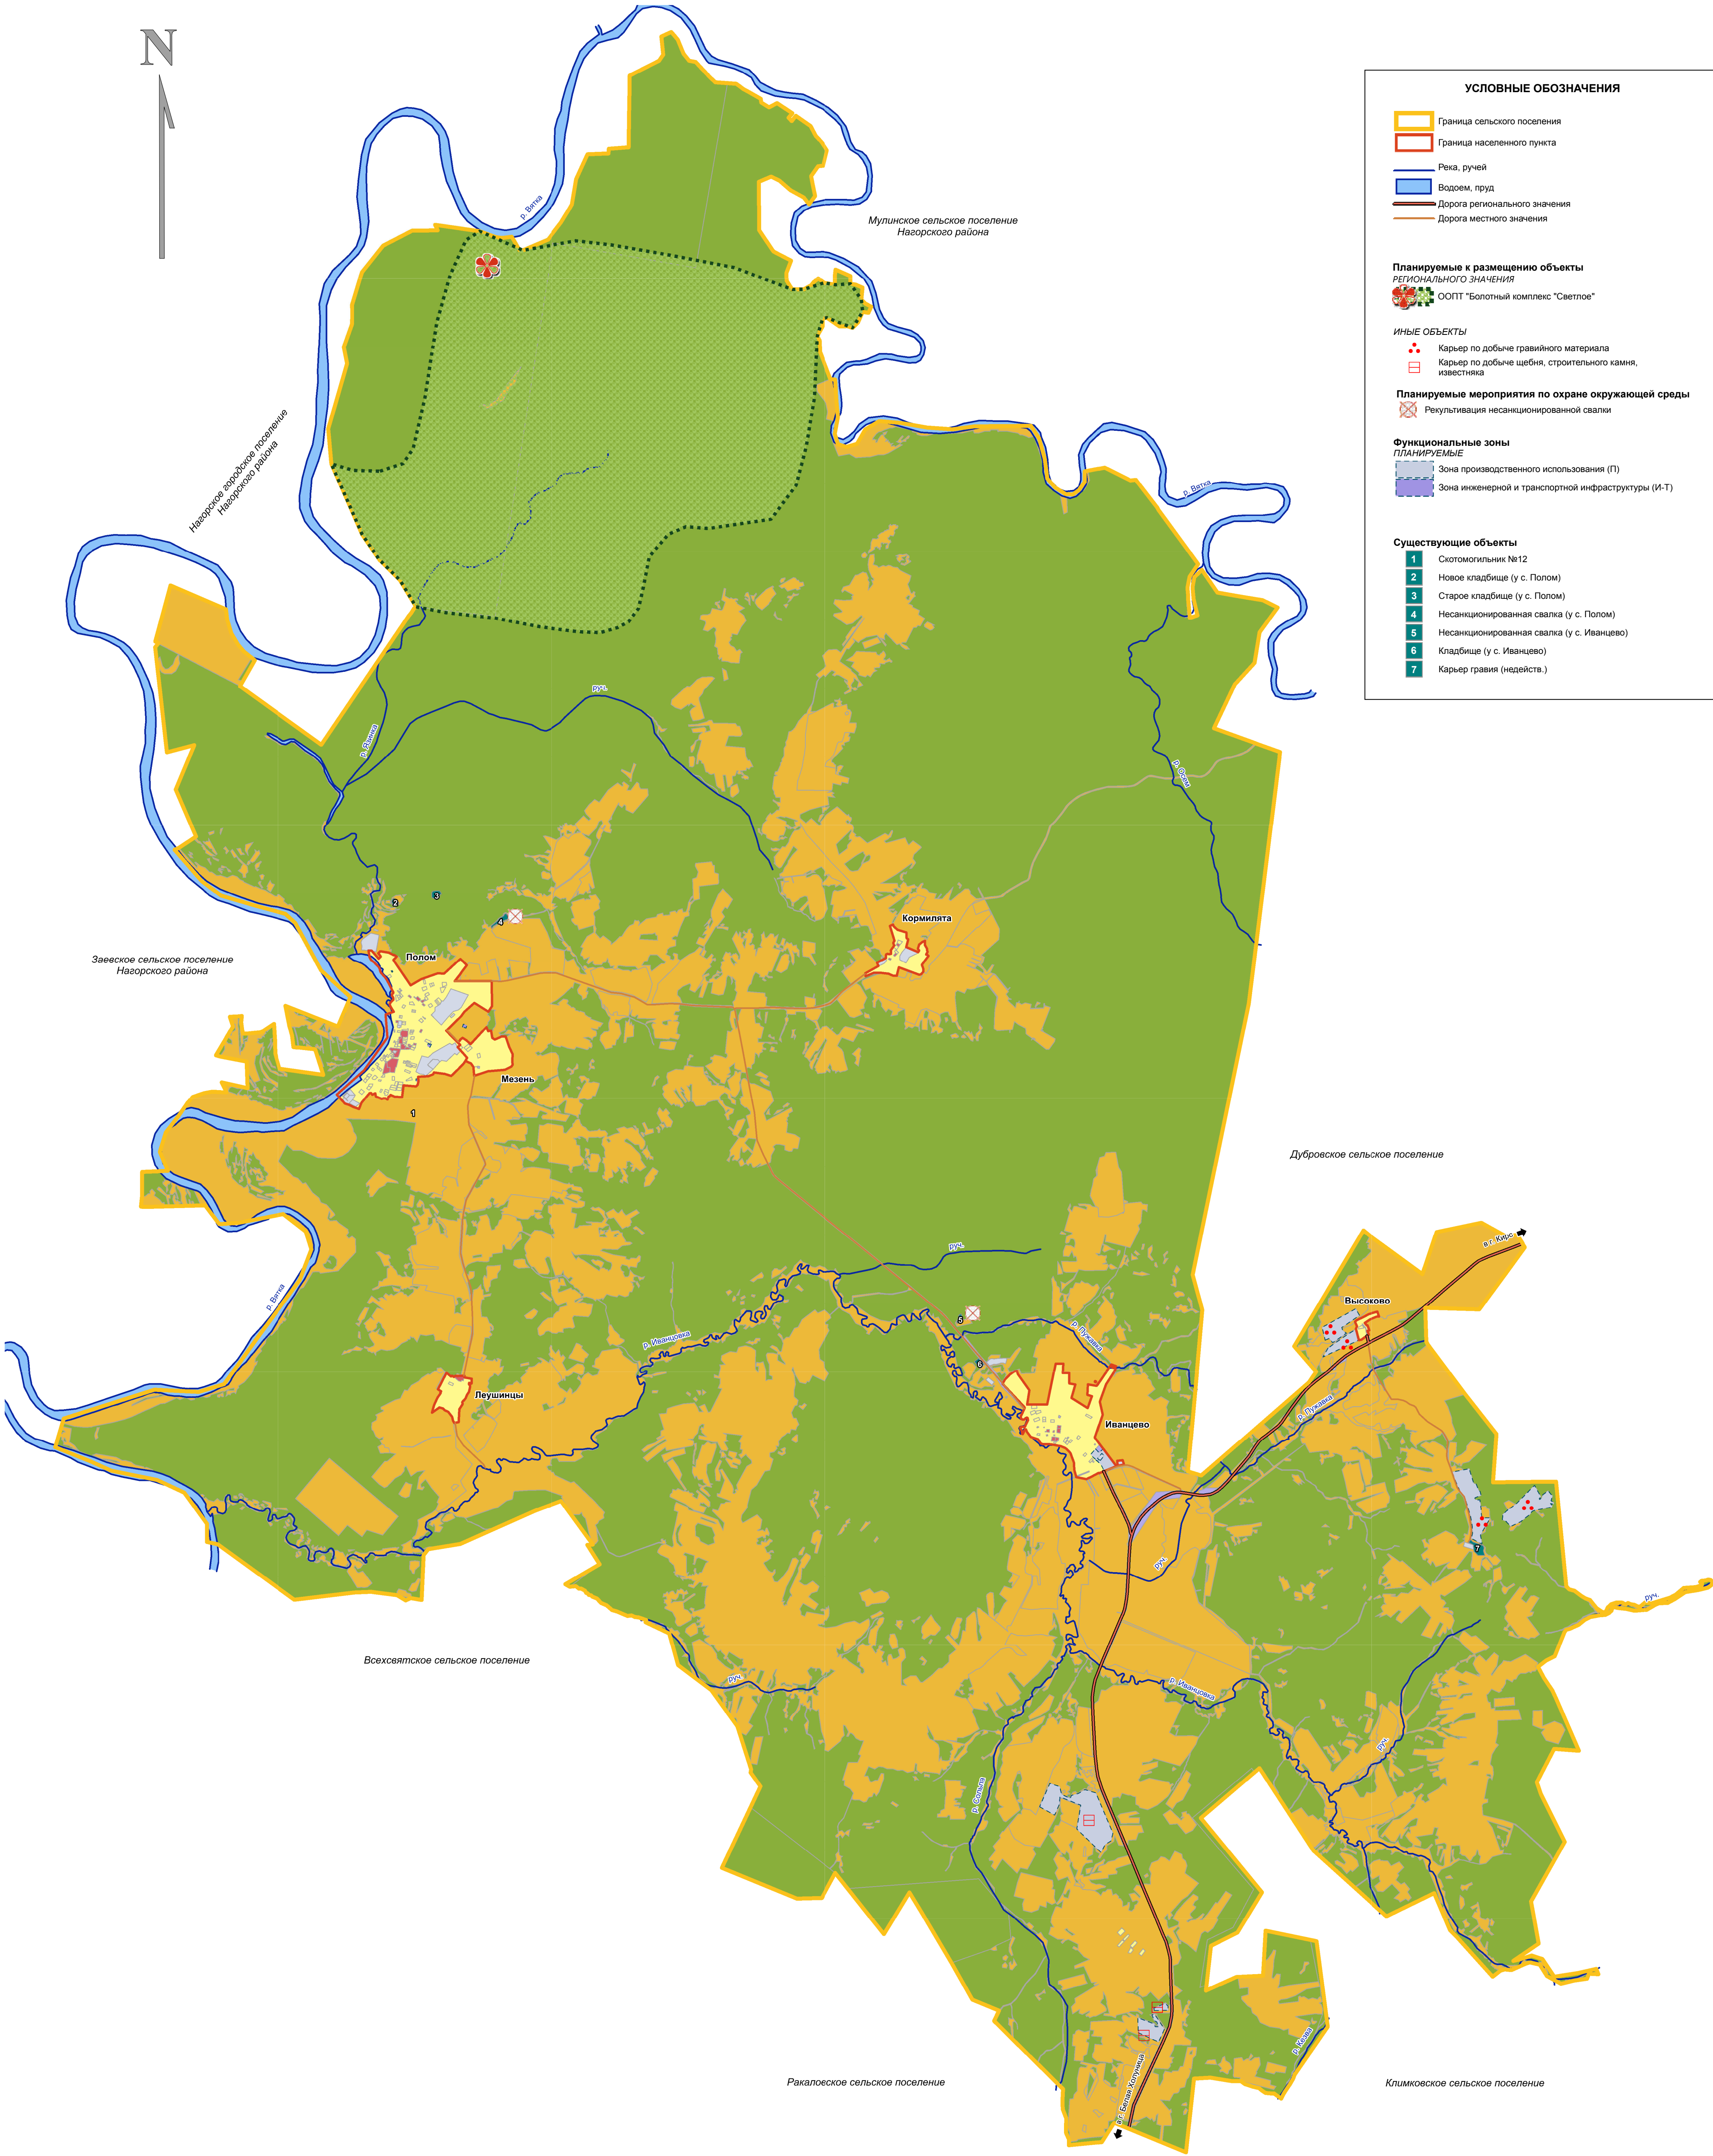 N
УСЛОВНЫЕ ОБОЗНАЧЕНИЯ
Граница сельского поселения
Граница населенного пункта
Река, ручей
Водоем, пруд
Дорога регионального значения
Дорога местного значения
Планируемые к размещению объекты
РЕГИОНАЛЬНОГО ЗНАЧЕНИЯ
ООПТ "Болотный комплекс "Светлое"
ИНЫЕ ОБЪЕКТЫ
Карьер по добыче гравийного материала
Карьер по добыче щебня, строительного камня,
известняка
Планируемые мероприятия по охране окружающей среды
Рекультивация несанкционированной свалки
Функциональные зоны
ПЛАНИРУЕМЫЕ
Зона производственного использования (П)
Зона инженерной и транспортной инфраструктуры (И-Т)
Существующие объекты
1 Скотомогильник №12
2 Новое кладбище (у с. Полом)
3 Старое кладбище (у с. Полом)
4 Несанкционированная свалка (у с. Полом)
5 Несанкционированная свалка (у с. Иванцево)
6 Кладбище (у с. Иванцево)
7 Карьер гравия (недейств.)
р. Вятка
Мулинское сельское поселение
Нагорского района
Нагорское городское поселение
Нагорского района
р. Вятка
руч.
р. Язинка
р. Осим
2
3
4
Кормилята
Полом
Заевское сельское поселение
Нагорского района
Мезень
1
Дубровское сельское поселение
в г. Кирс
руч.
р. Вятка
Высоково
5
р. Пужавка
р. Иванцовка
6
Леушинцы
р. Пужавка
Иванцево
7
руч.
руч.
Всехсвятское сельское поселение
руч.
р. Иванцовка
руч.
р. Сольга
р. Кезва
в г. Белая Холуница
Ракаловское сельское поселение
Климковское сельское поселение